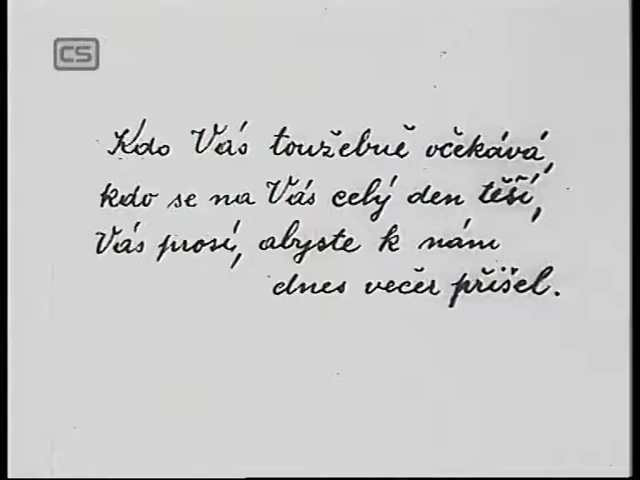 CS
Kdo Vás toužebně očekává,
kdo se na Vás celý den těší,
Vás prosí, abyste k nám
dnes večer přišel.